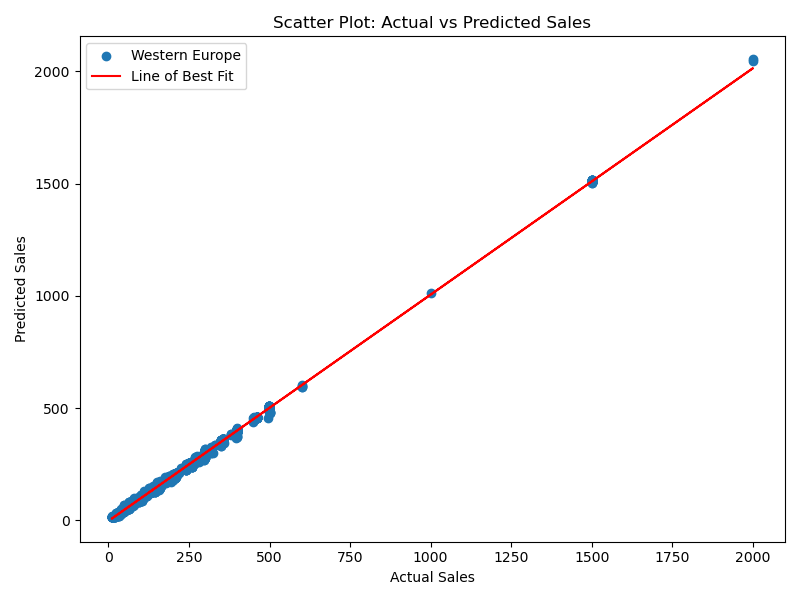 Scatter Plot: Actual vs Predicted Sales
Western Europe
Line of Best Fit
2000
1500
1000
500
0
Predicted Sales
0 250 500 750 1000 1250 1500 1750 2000
Actual Sales